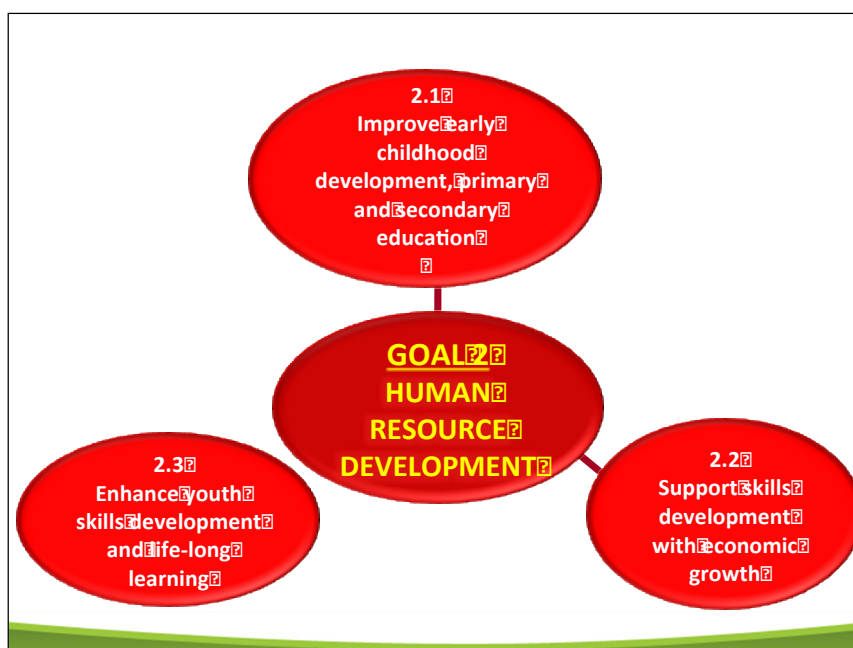 2.1
Improve early
childhood
development, primary
and secondary
education
GOAL 2
HUMAN
RESOURCE
DEVELOPMENT
2.3
Enhance youth
skills development
and life-long
learning
2.2
Support skills
development
with economic
growth